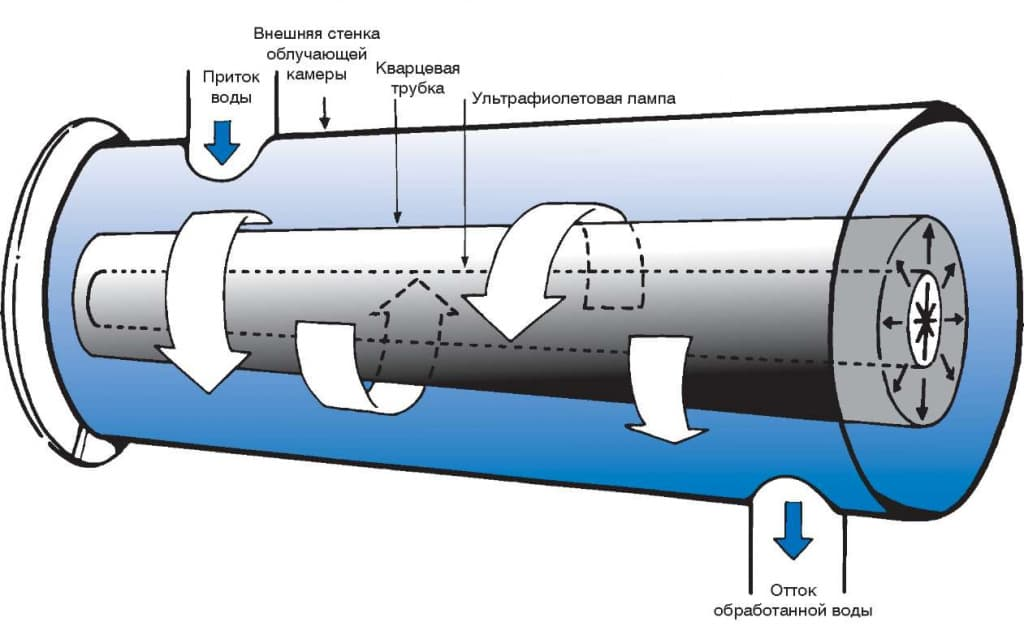 Внешняя стенка
облучающей
камеры
Приток
воды
Кварцевая
трубка
Ультрафиолетовая лампа
Отток
обработанной воды